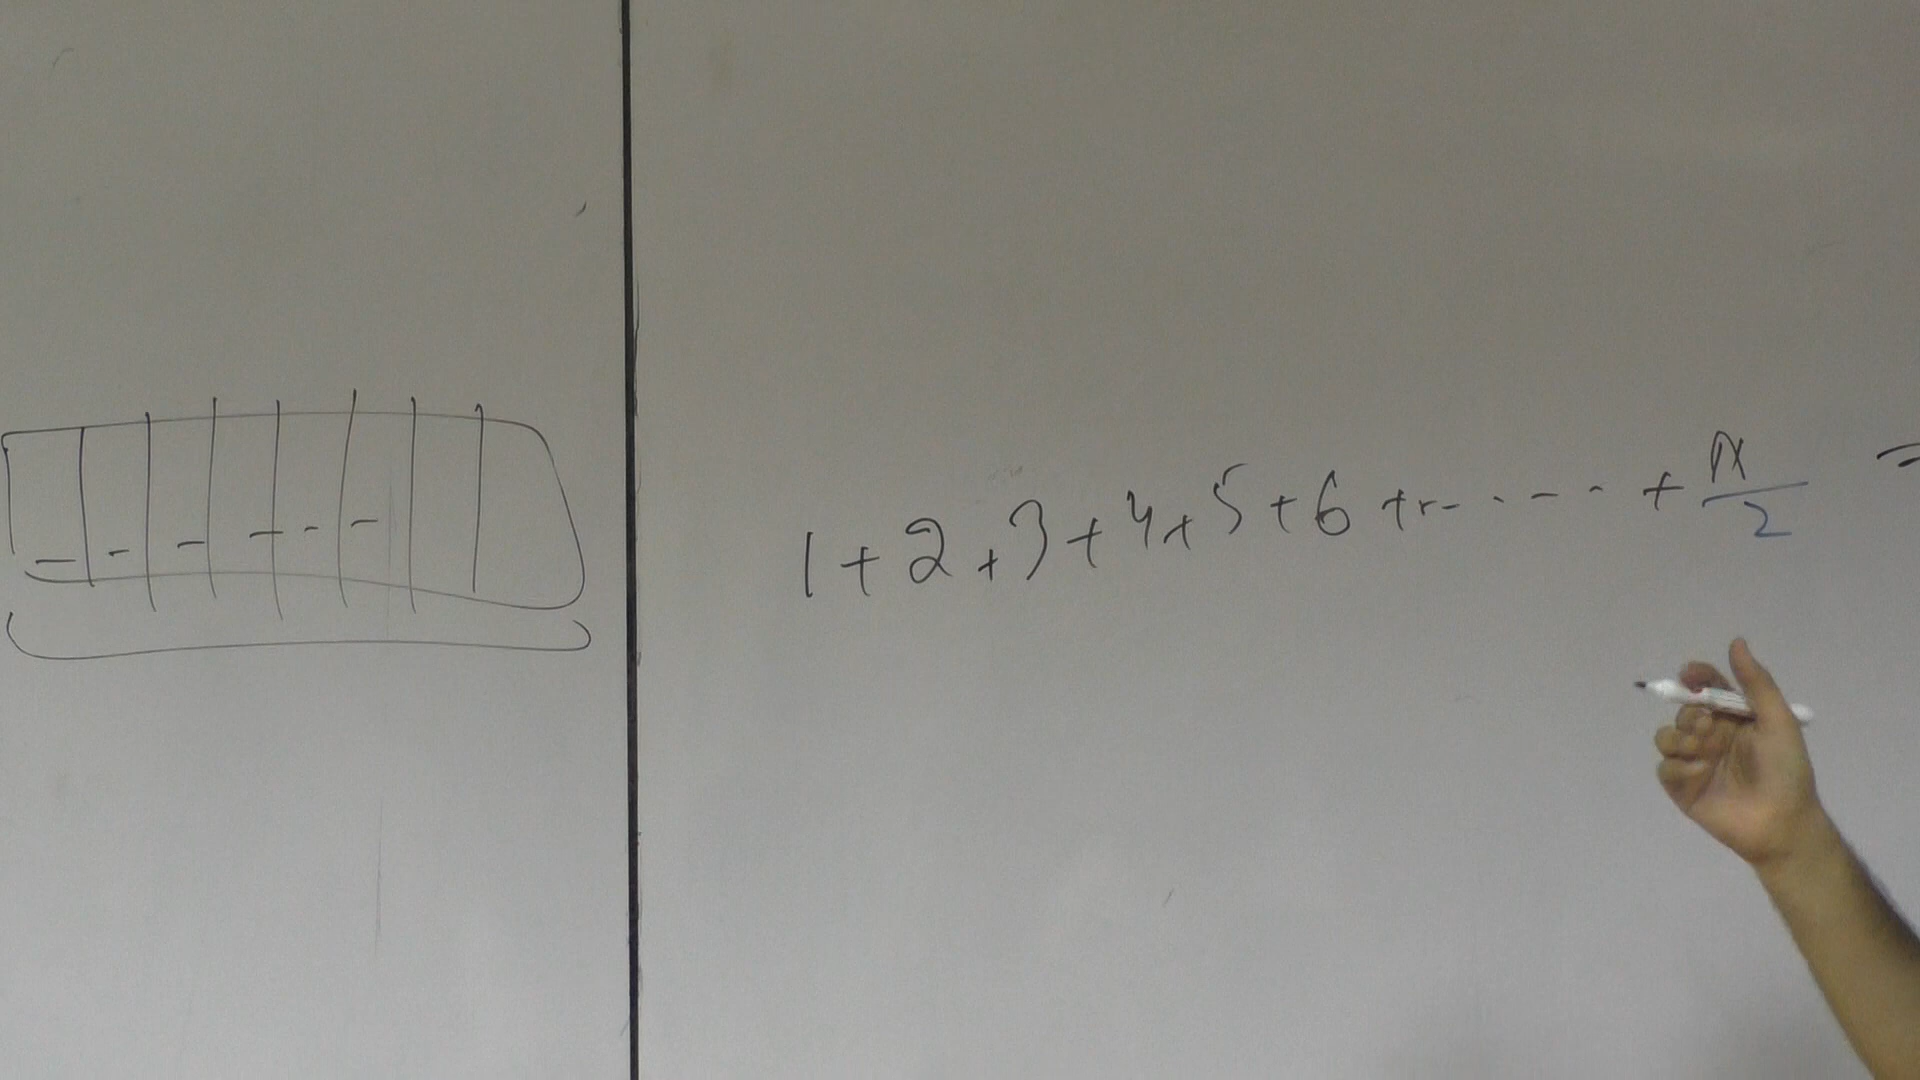 1 + 2 + 3 + 4 + 5 + 6 + - - - - - + n/2 =